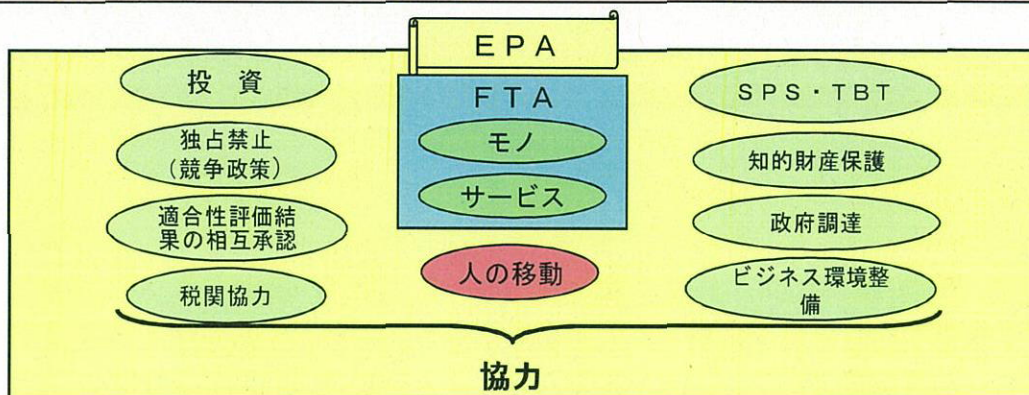 EPA
投 資
独占禁止
(競争政策)
適合性評価結
果の相互承認
税関協力
FTA
モノ
サービス
人の移動
SPS・TBT
知的財産保護
政府調達
ビジネス環境整
備
協力